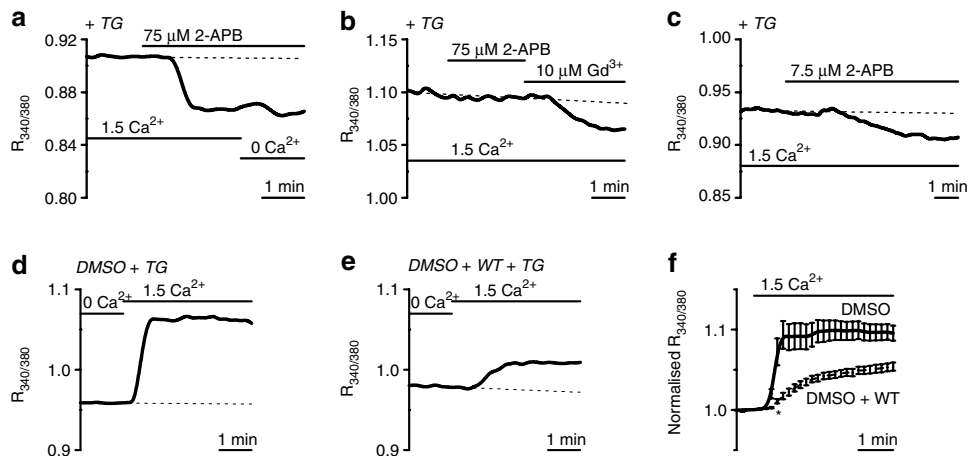 a
+ TG
75 µM 2-APB
0.92
0.88
0.84
0.80
R340/380
1.5 Ca2+
0 Ca2+
1 min
b
+ TG
75 µM 2-APB
10 µM Gd3+
1.15
1.10
1.05
1.00
R340/380
1.5 Ca2+
1 min
c
+ TG
7.5 µM 2-APB
1.00
0.95
0.90
0.85
R340/380
1.5 Ca2+
1 min
d
DMSO + TG
0 Ca2+
1.5 Ca2+
1.1
1.0
0.9
R340/380
1 min
e
DMSO + WT + TG
0 Ca2+
1.5 Ca2+
1.1
1.0
0.9
R340/380
1 min
f
1.5 Ca2+
DMSO
1.1
1.0
Normalised R340/380
DMSO + WT
*
1 min